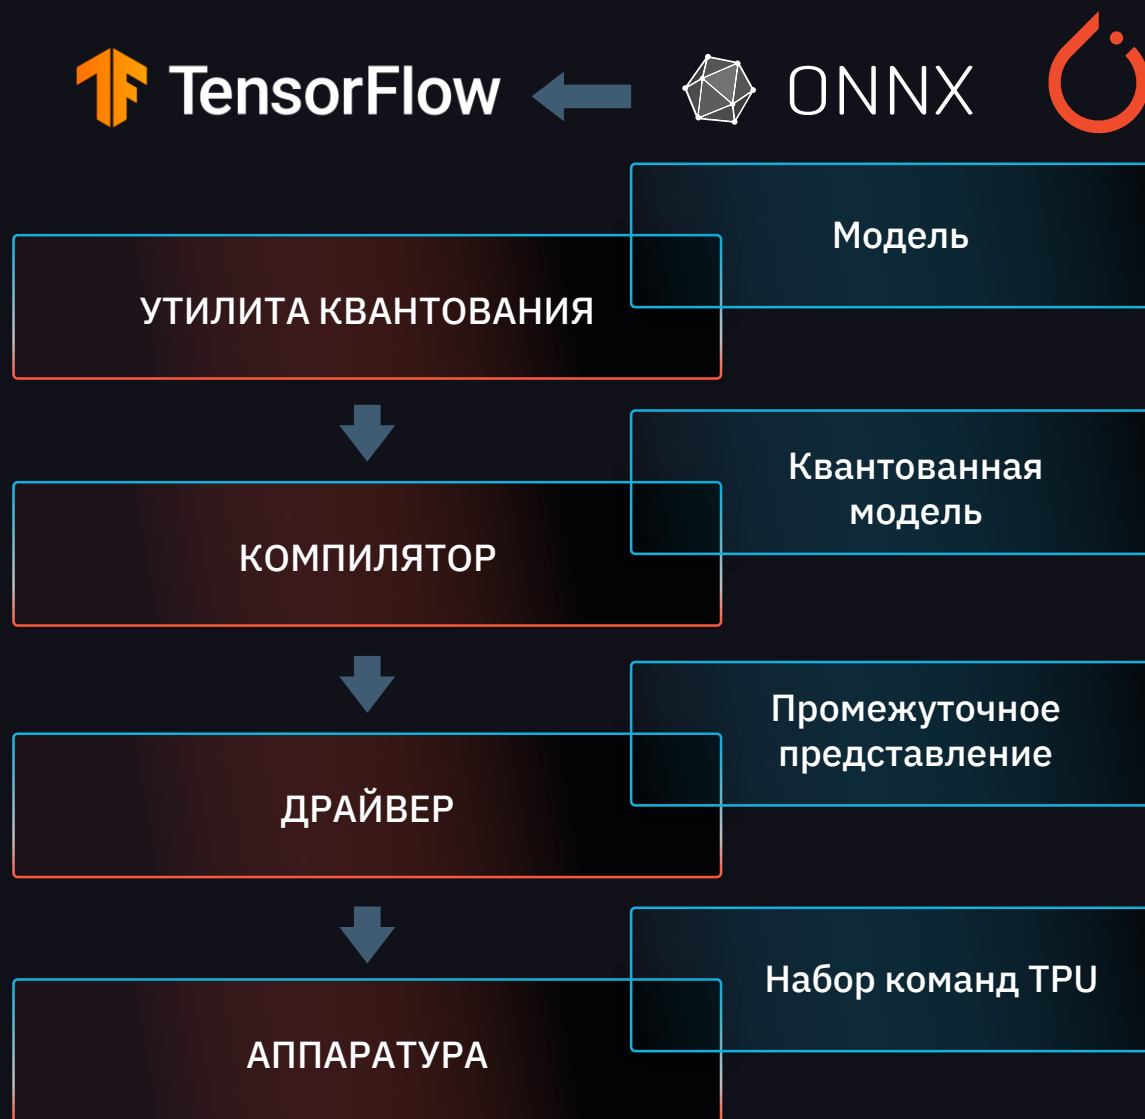 TensorFlow
ONNX
Модель
УТИЛИТА КВАНТОВАНИЯ
Квантованная
модель
КОМПИЛЯТОР
Промежуточное
представление
ДРАЙВЕР
Набор команд TPU
АППАРАТУРА